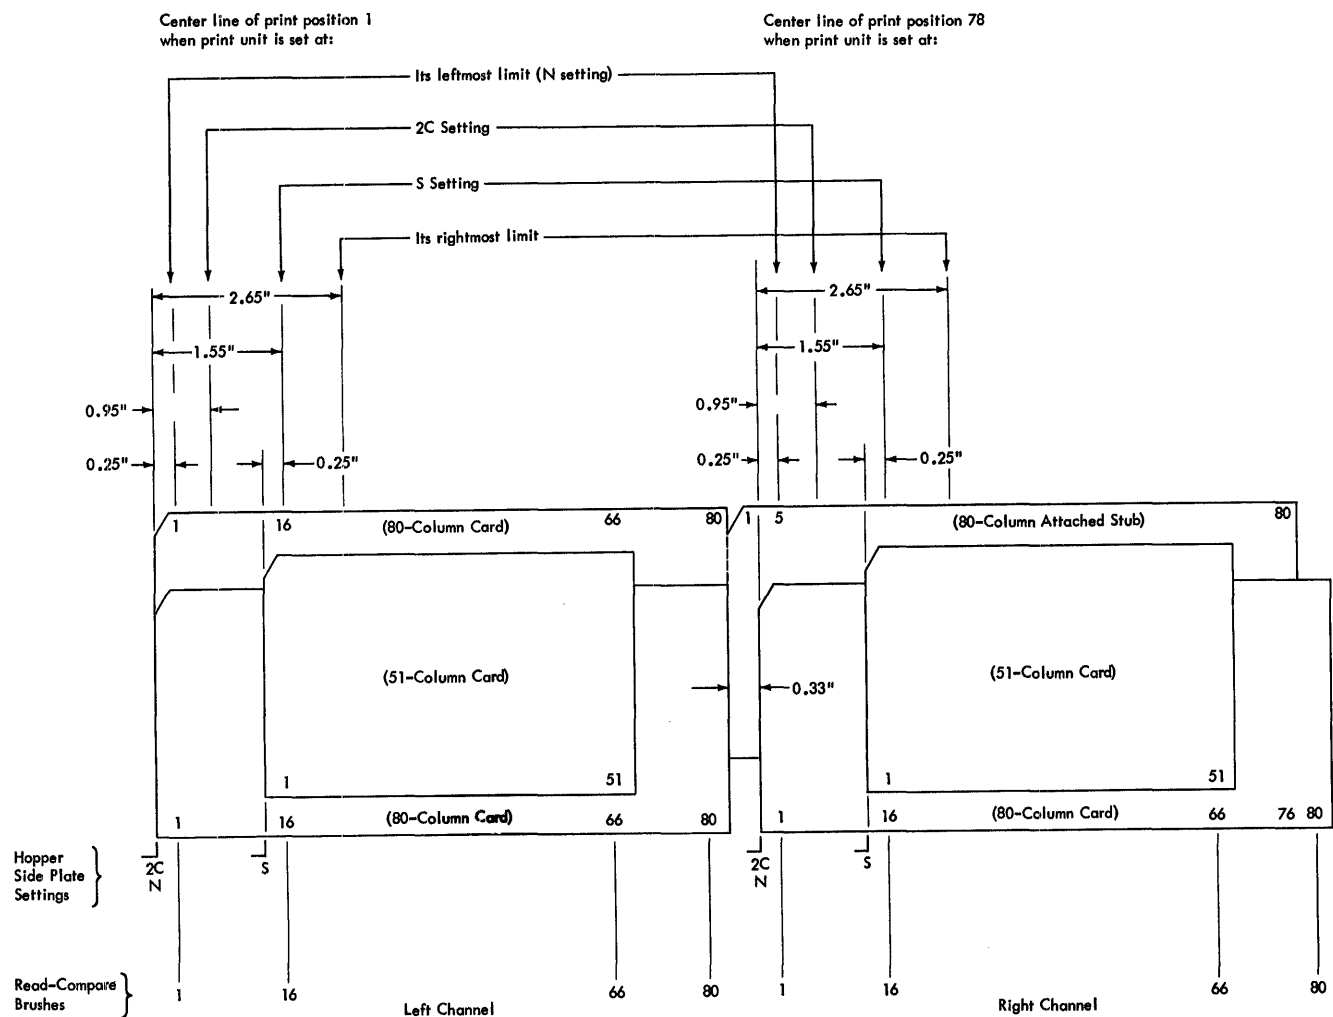 Center line of print position 1
when print unit is set at:
Center line of print position 78
when print unit is set at:
Its leftmost limit (N setting)
2C Setting
S Setting
Its rightmost limit
2.65"
2.65"
1.55"
1.55"
0.95"
0.95"
0.25"
0.25"
0.25"
0.25"
1 16 (80-Column Card) 66 80
1 5 (80-Column Attached Stub) 80
(51-Column Card)
0.33"
(51-Column Card)
1 51
1 51
1 16 (80-Column Card) 66 80
1 16 (80-Column Card) 66 76 80
Hopper
Side Plate
Settings
2C
N
S
2C
N
S
Read-Compare
Brushes
1 16 66 80
1 16 66 80
Left Channel
Right Channel